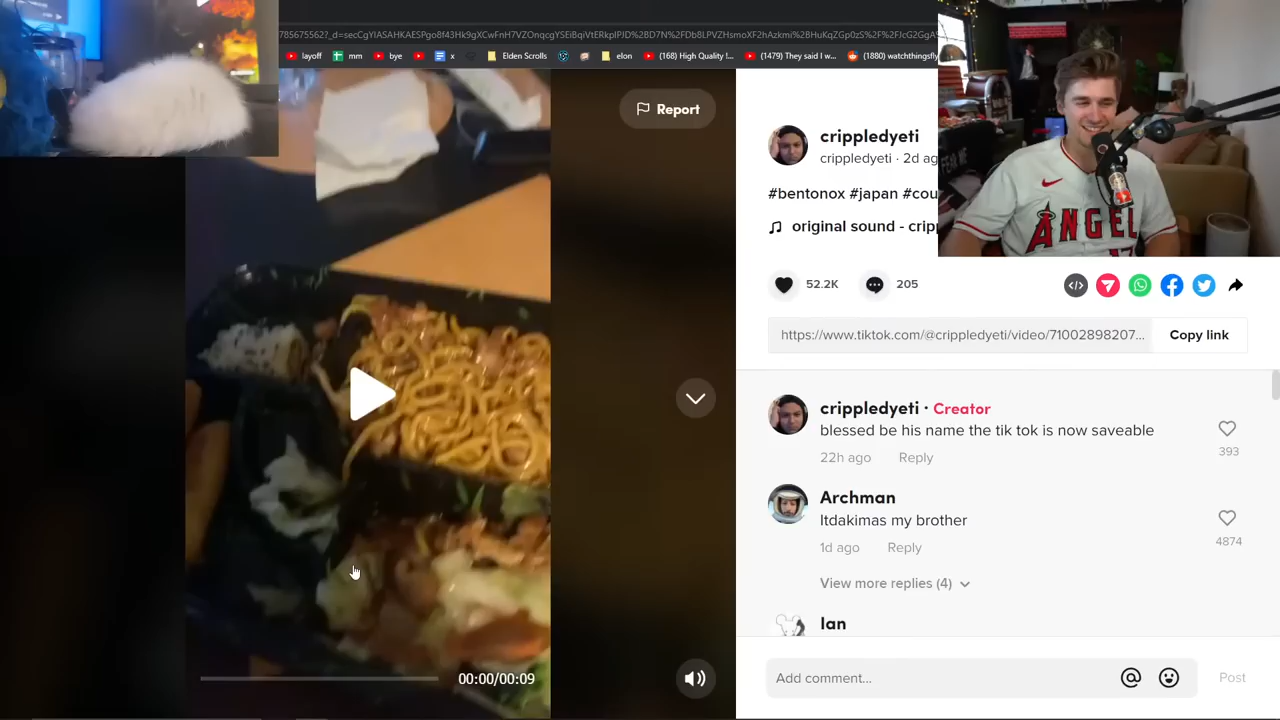 layoff
mm
bye
x
Elden Scrolls
elon
(168) High Quality !...
(1479) They said I w...
(1880) watchthingsfly
Report
crippledyeti
crippledyeti · 2d ag
#bentonox #japan #cou
original sound - crip
ANGEL
52.2K
205
https://www.tiktok.com/@crippledyeti/video/71002898207...
Copy link
crippledyeti · Creator
blessed be his name the tik tok is now saveable
22h ago
Reply
393
Archman
Itdakimas my brother
1d ago
Reply
4874
View more replies (4)
Ian
00:00/00:09
Add comment...
Post